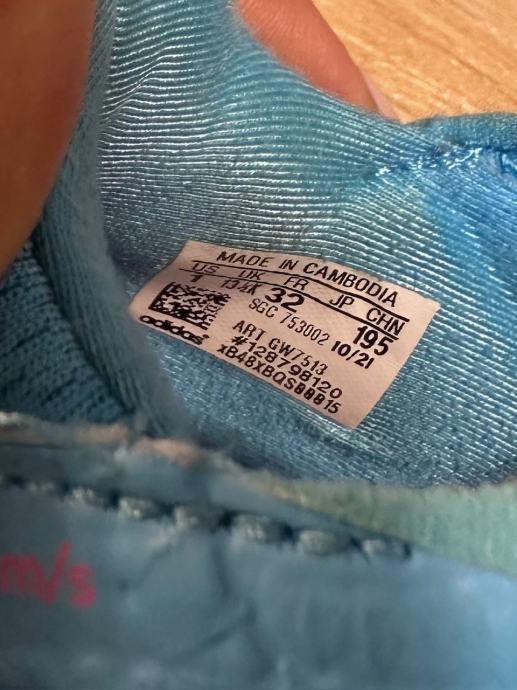 MADE IN CAMBODIA
US UK FR JP CHN
1 13½K 32 195
SGC 753002 10/21
adidas
ART GW7513
#128798120
m/s